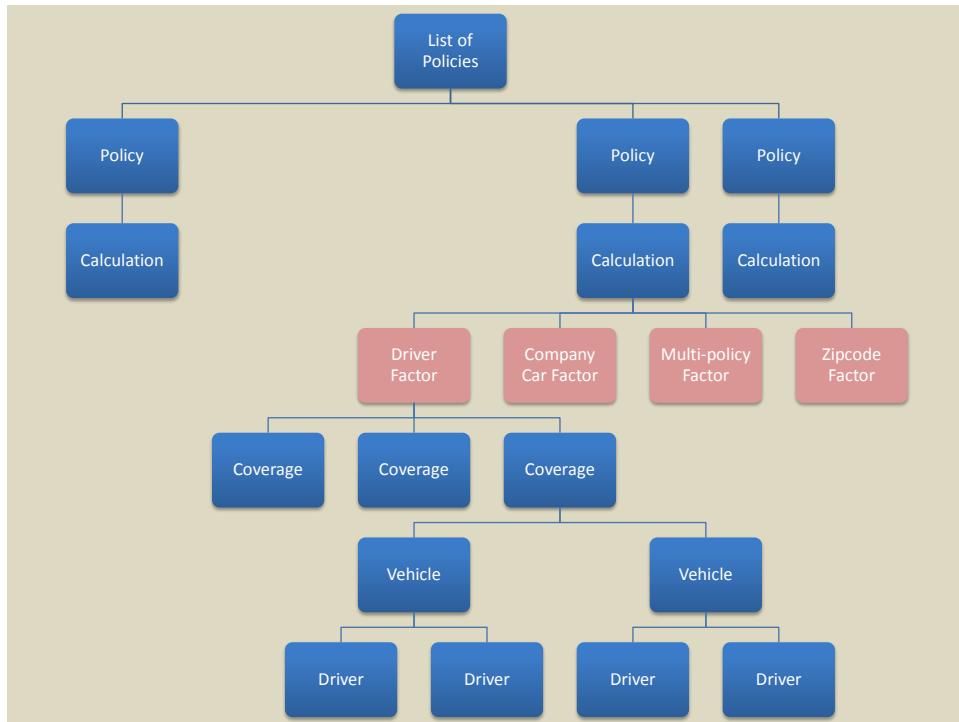 List of
Policies
Policy
Policy
Policy
Calculation
Calculation
Calculation
Driver
Factor
Company
Car Factor
Multi-policy
Factor
Zipcode
Factor
Coverage
Coverage
Coverage
Vehicle
Vehicle
Driver
Driver
Driver
Driver